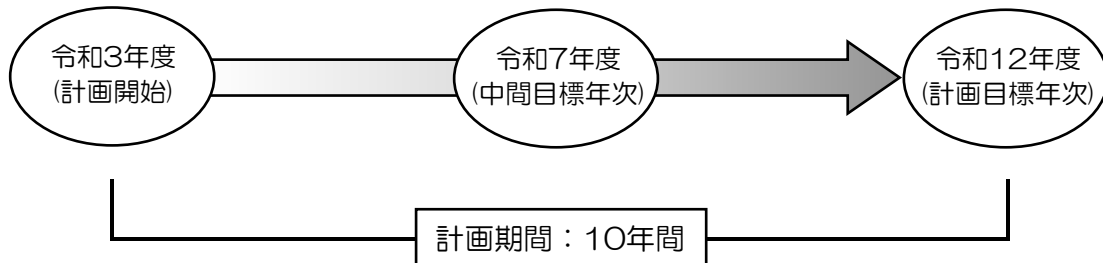 令和3年度
(計画開始)
令和7年度
(中間目標年次)
令和12年度
(計画目標年次)
計画期間：10年間